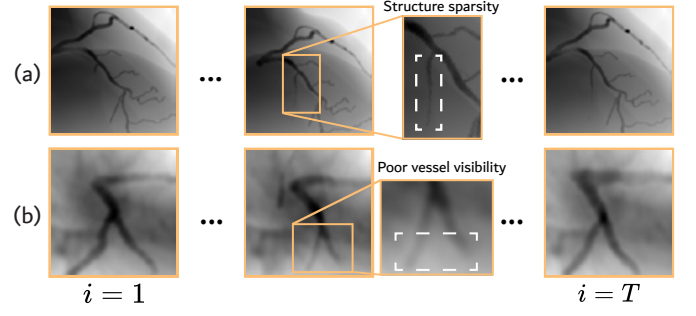 Structure sparsity
(a)
...
...
Poor vessel visibility
(b)
...
...
i = 1
i = T